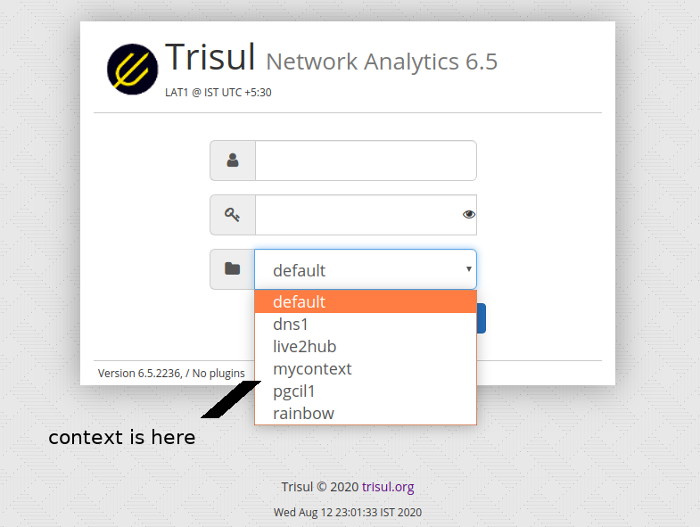 Trisul Network Analytics 6.5
LAT1 @ IST UTC +5:30
default
default
dns1
live2hub
mycontext
pgcil1
rainbow
Version 6.5.2236, / No plugins
context is here
Trisul © 2020 trisul.org
Wed Aug 12 23:01:33 IST 2020